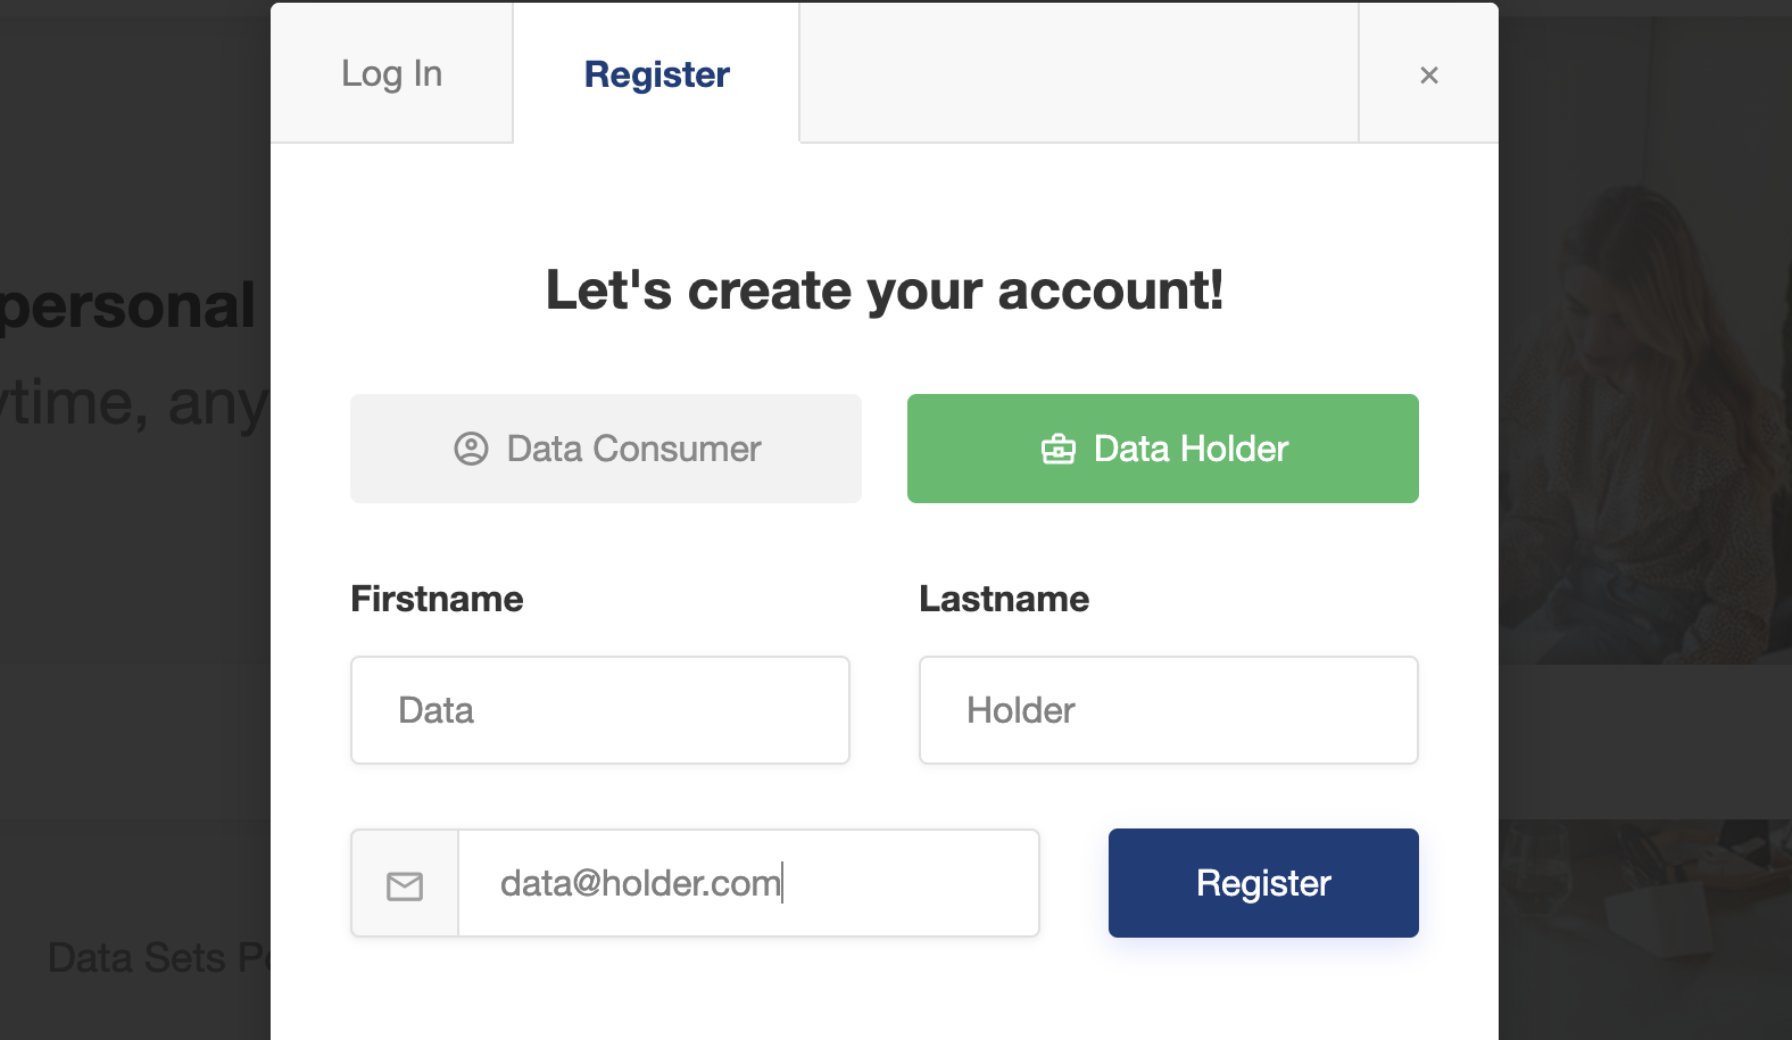 Log In
Register
×
personal
ytime, any
Let's create your account!
Data Consumer
Data Holder
Firstname
Lastname
Data
Holder
data@holder.com
Register
Data Sets